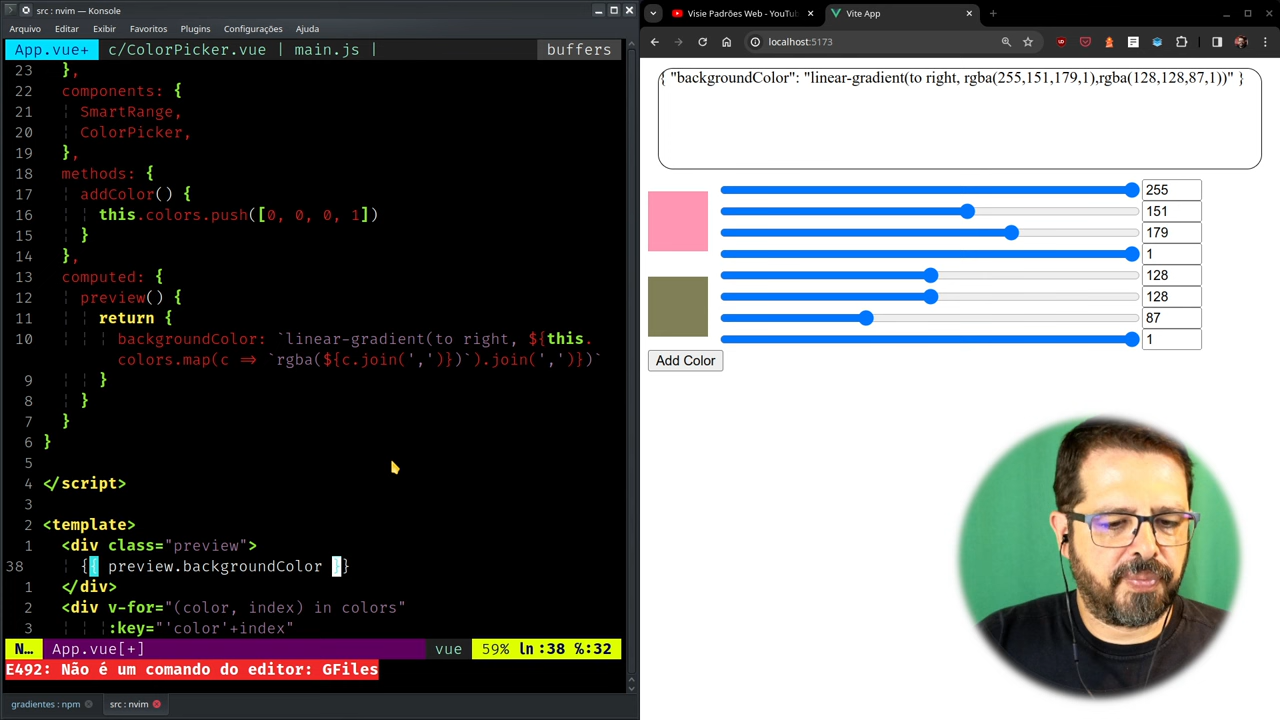 src : nvim — Konsole
Arquivo Editar Exibir Favoritos Plugins Configurações Ajuda
App.vue+ c/ColorPicker.vue | main.js | buffers
23 },
22 components: {
21 SmartRange,
20 ColorPicker,
19 },
18 methods: {
17 addColor() {
16 this.colors.push([0, 0, 0, 1])
15 }
14 },
13 computed: {
12 preview() {
11 return {
10 backgroundColor: `linear-gradient(to right, ${this.
colors.map(c => `rgba(${c.join(',')})`).join(',')})`
9 }
8 }
7 }
6 }
5
4 </script>
3
2 <template>
1 <div class="preview">
38 {{ preview.backgroundColor }}
1 </div>
2 <div v-for="(color, index) in colors"
3 :key="'color'+index"
N… App.vue[+] vue 59% ln:38 %:32
E492: Não é um comando do editor: GFiles
gradientes : npm src : nvim
Visie Padrões Web - YouTu Vite App
localhost:5173
{ "backgroundColor": "linear-gradient(to right, rgba(255,151,179,1),rgba(128,128,87,1))" }
255
151
179
1
128
128
87
1
Add Color